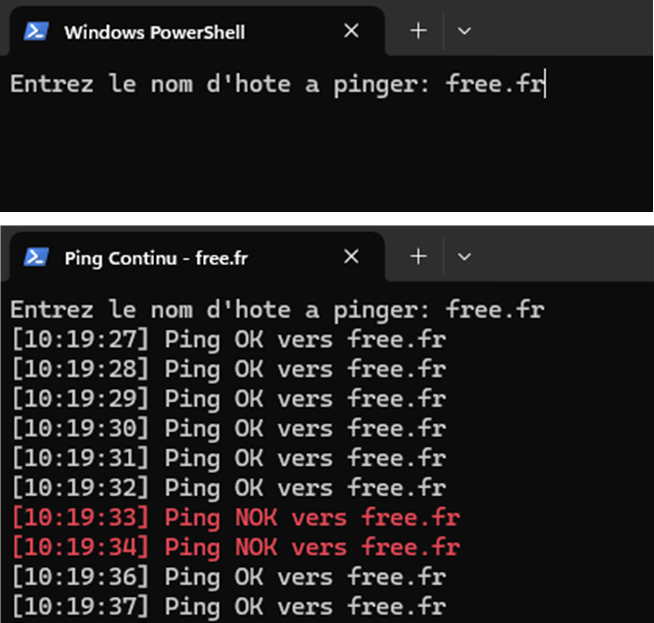 Windows PowerShell
Entrez le nom d'hote a pinger: free.fr
Ping Continu - free.fr
Entrez le nom d'hote a pinger: free.fr
[10:19:27] Ping OK vers free.fr
[10:19:28] Ping OK vers free.fr
[10:19:29] Ping OK vers free.fr
[10:19:30] Ping OK vers free.fr
[10:19:31] Ping OK vers free.fr
[10:19:32] Ping OK vers free.fr
[10:19:33] Ping NOK vers free.fr
[10:19:34] Ping NOK vers free.fr
[10:19:36] Ping OK vers free.fr
[10:19:37] Ping OK vers free.fr